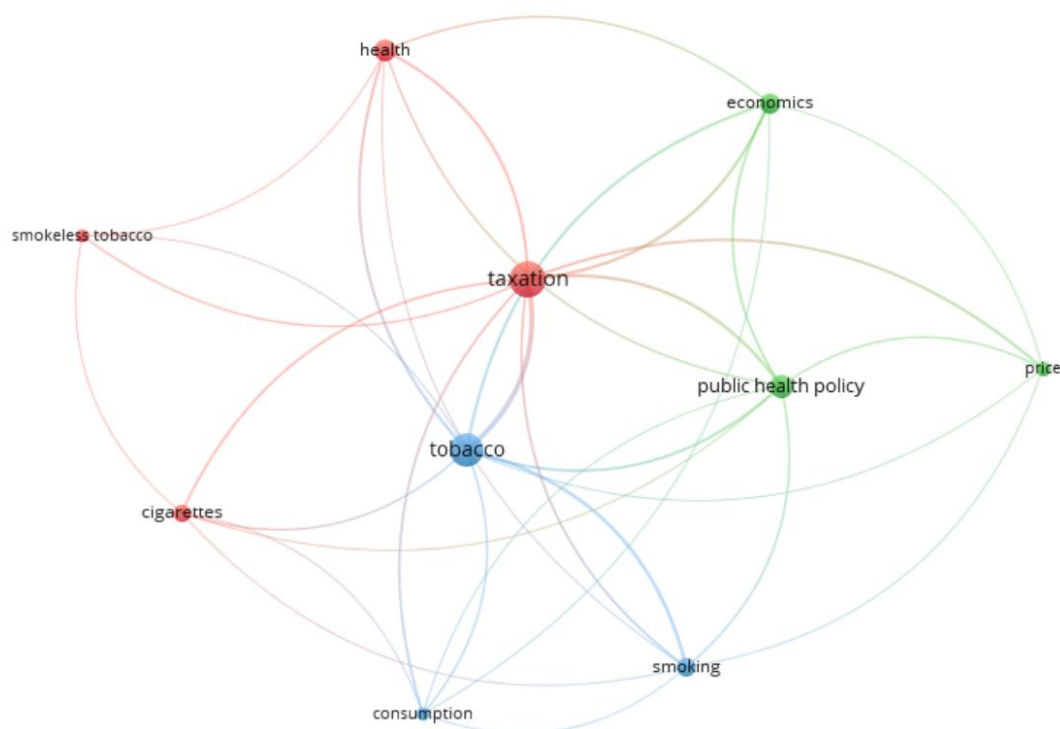 health
economics
smokeless tobacco
taxation
price
public health policy
tobacco
cigarettes
smoking
consumption